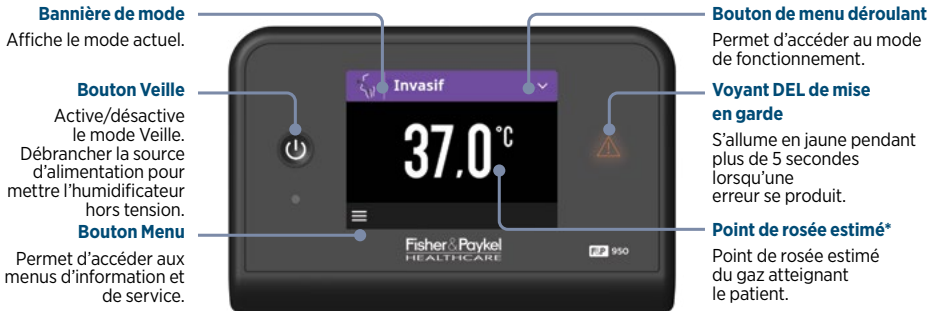 Bannière de mode
Affiche le mode actuel.
Bouton Veille
Active/désactive
le mode Veille.
Débrancher la source
d'alimentation pour
mettre l'humidificateur
hors tension.
Bouton Menu
Permet d'accéder aux
menus d'information et
de service.
Invasif
37.0°C
Fisher & Paykel
HEALTHCARE
F&P 950
Bouton de menu déroulant
Permet d'accéder au mode
de fonctionnement.
Voyant DEL de mise
en garde
S'allume en jaune pendant
plus de 5 secondes
lorsqu'une
erreur se produit.
Point de rosée estimé*
Point de rosée estimé
du gaz atteignant
le patient.